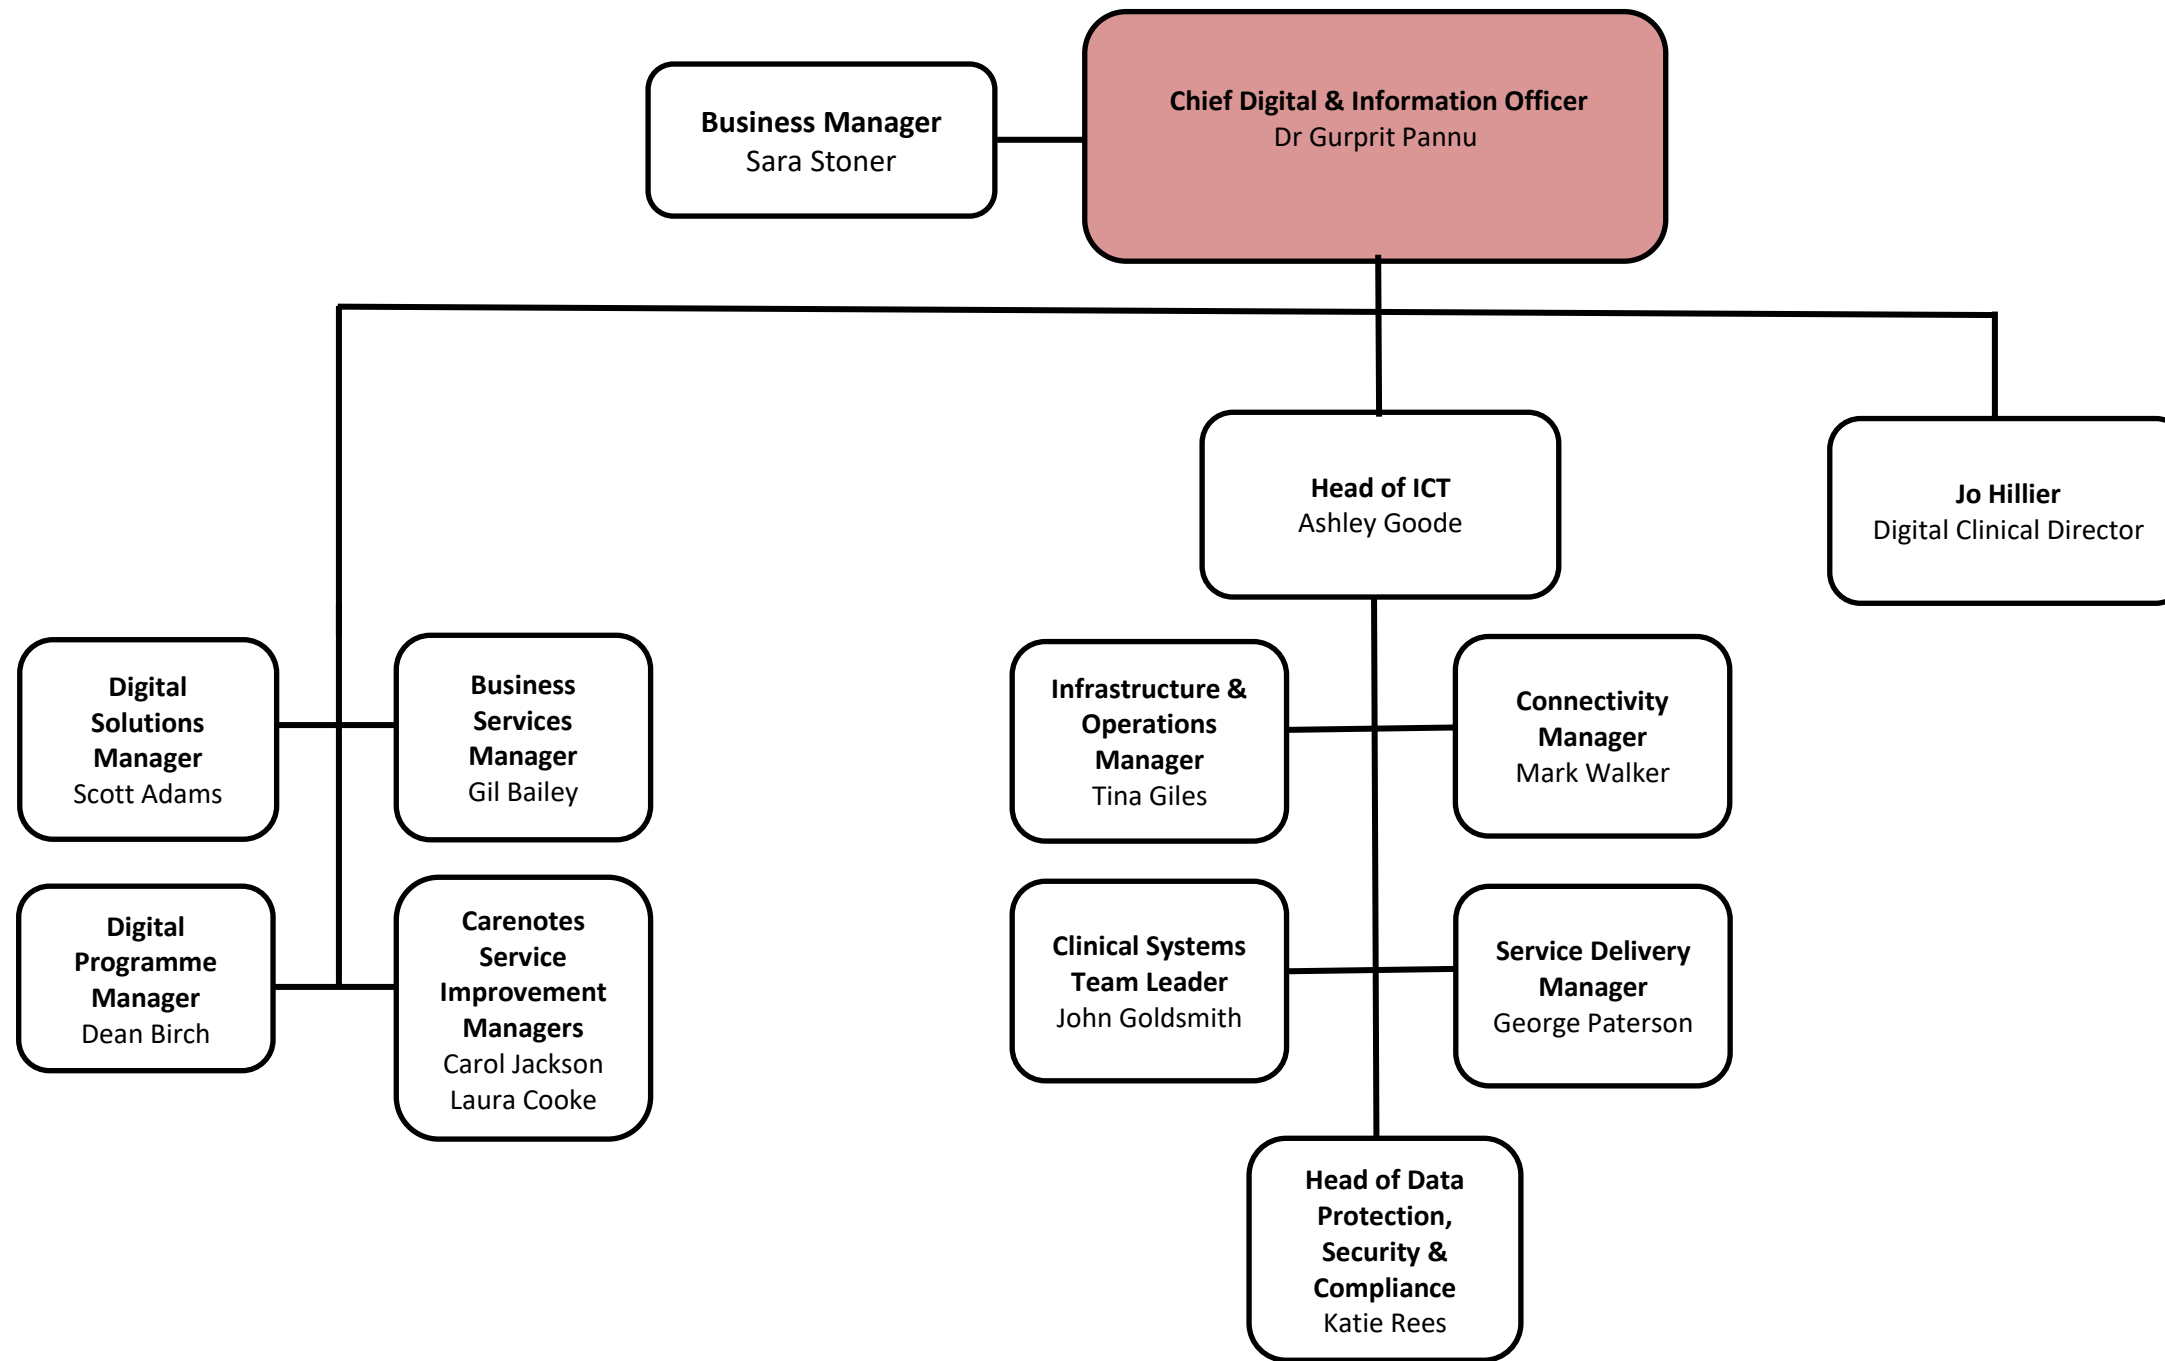 Chief Digital & Information Officer
Dr Gurprit Pannu
Business Manager
Sara Stoner
Head of ICT
Ashley Goode
Jo Hillier
Digital Clinical Director
Digital
Solutions
Manager
Scott Adams
Business
Services
Manager
Gil Bailey
Infrastructure &
Operations
Manager
Tina Giles
Connectivity
Manager
Mark Walker
Digital
Programme
Manager
Dean Birch
Carenotes
Service
Improvement
Managers
Carol Jackson
Laura Cooke
Clinical Systems
Team Leader
John Goldsmith
Service Delivery
Manager
George Paterson
Head of Data
Protection,
Security &
Compliance
Katie Rees